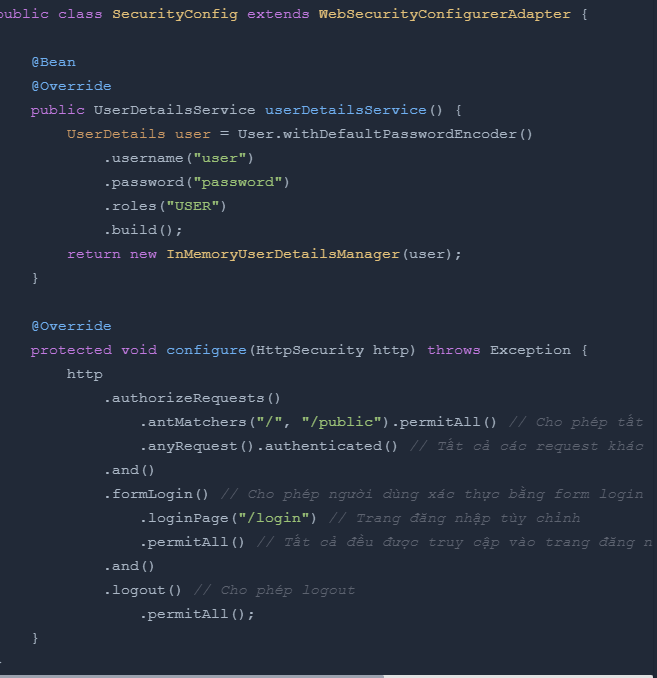 public class SecurityConfig extends WebSecurityConfigurerAdapter {
@Bean
@Override
public UserDetailsService userDetailsService() {
UserDetails user = User.withDefaultPasswordEncoder()
.username("user")
.password("password")
.roles("USER")
.build();
return new InMemoryUserDetailsManager(user);
}
@Override
protected void configure(HttpSecurity http) throws Exception {
http
.authorizeRequests()
.antMatchers("/", "/public").permitAll() // Cho phép tất
.anyRequest().authenticated() // Tất cả các request khác
.and()
.formLogin() // Cho phép người dùng xác thực bằng form login
.loginPage("/login") // Trang đăng nhập tùy chỉnh
.permitAll() // Tất cả đều được truy cập vào trang đăng n
.and()
.logout() // Cho phép logout
.permitAll();
}